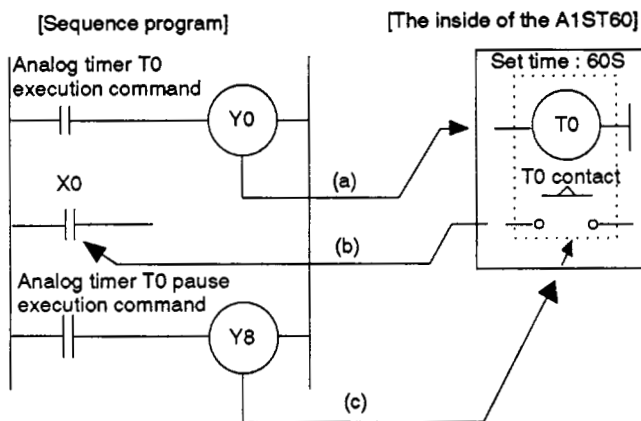 [Sequence program]
[The inside of the A1ST60]
Analog timer T0
execution command
Y0
Set time : 60S
T0
(a)
X0
T0 contact
(b)
Analog timer T0 pause
execution command
Y8
(c)